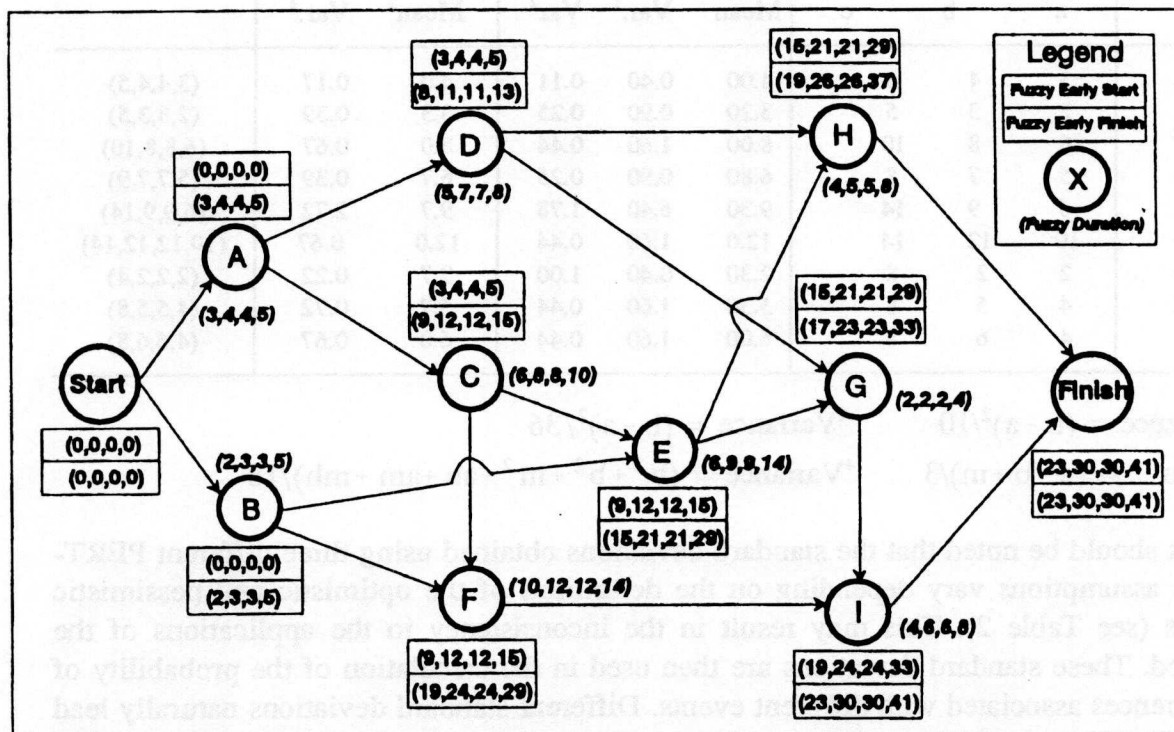 (3,4,4,5)
(8,11,11,13)
D
(5,7,7,8)
(15,21,21,29)
(19,26,26,37)
H
(4,5,5,8)
Legend
Fuzzy Early Start
Fuzzy Early Finish
X
(Fuzzy Duration)
(0,0,0,0)
(3,4,4,5)
A
(3,4,4,5)
(3,4,4,5)
(9,12,12,15)
C
(6,8,8,10)
(15,21,21,29)
(17,23,23,33)
G
(2,2,2,4)
Start
(0,0,0,0)
(0,0,0,0)
Finish
(23,30,30,41)
(23,30,30,41)
(2,3,3,5)
B
(0,0,0,0)
(2,3,3,5)
E
(6,9,9,14)
(9,12,12,15)
(15,21,21,29)
F
(10,12,12,14)
(9,12,12,15)
(19,24,24,29)
I
(4,6,6,8)
(19,24,24,33)
(23,30,30,41)